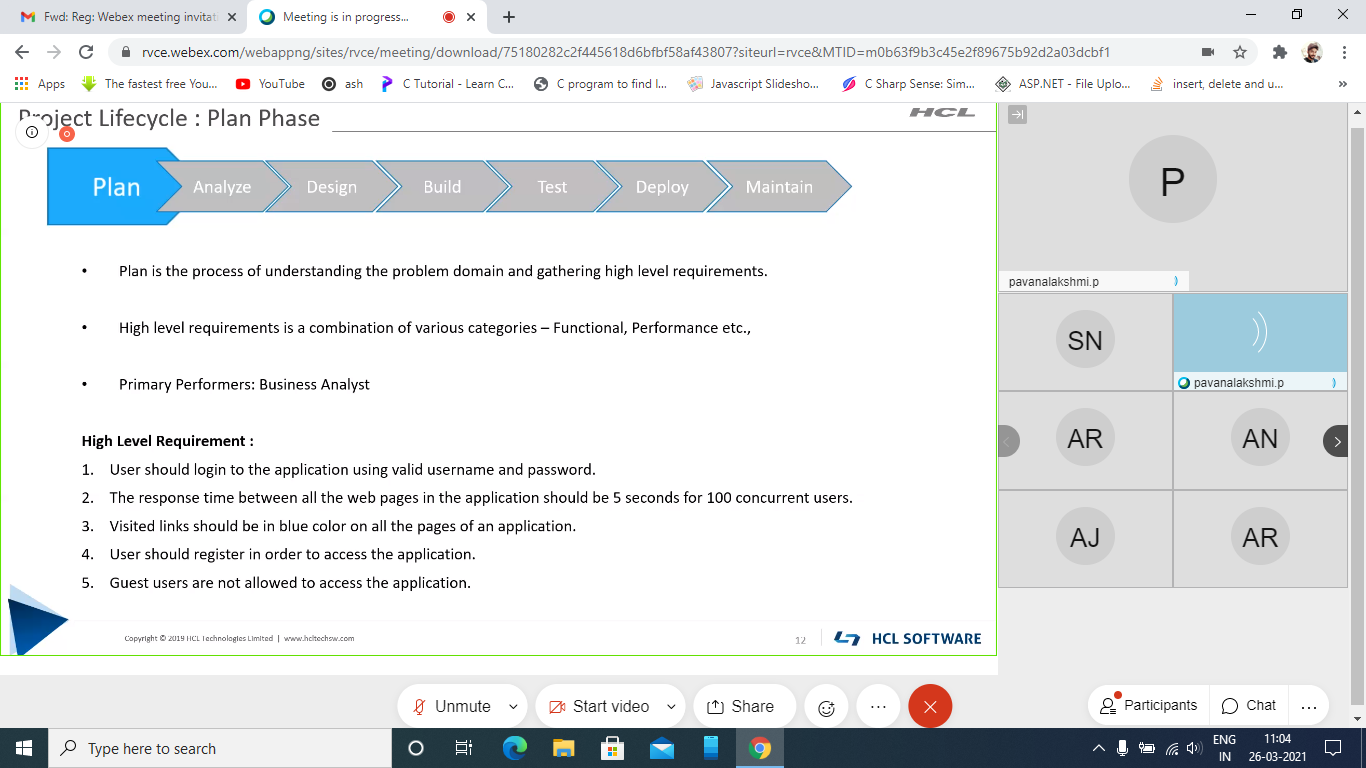 Fwd: Reg: Webex meeting invitat
Meeting is in progress...
rvce.webex.com/webappng/sites/rvce/meeting/download/75180282c2f445618d6bfbf58af43807?siteurl=rvce&MTID=m0b63f9b3c45e2f89675b92d2a03dcbf1
Apps
The fastest free You...
YouTube
ash
C Tutorial - Learn C...
C program to find l...
Javascript Slidesho...
C Sharp Sense: Sim...
ASP.NET - File Uplo...
insert, delete and u...
Project Lifecycle : Plan Phase
HCL
Plan
Analyze
Design
Build
Test
Deploy
Maintain
• Plan is the process of understanding the problem domain and gathering high level requirements.
• High level requirements is a combination of various categories – Functional, Performance etc.,
• Primary Performers: Business Analyst
High Level Requirement :
1. User should login to the application using valid username and password.
2. The response time between all the web pages in the application should be 5 seconds for 100 concurrent users.
3. Visited links should be in blue color on all the pages of an application.
4. User should register in order to access the application.
5. Guest users are not allowed to access the application.
Copyright © 2019 HCL Technologies Limited | www.hcltechsw.com
12
HCL SOFTWARE
P
pavanalakshmi.p
SN
pavanalakshmi.p
AR
AN
AJ
AR
Unmute
Start video
Share
Participants
Chat
Type here to search
ENG
IN
11:04
26-03-2021